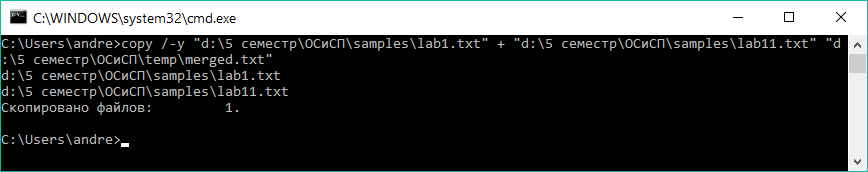 C:\WINDOWS\system32\cmd.exe
C:\Users\andre>copy /-y "d:\5 семестр\ОСиСП\samples\lab1.txt" + "d:\5 семестр\ОСиСП\samples\lab11.txt" "d
:\5 семестр\ОСиСП\temp\merged.txt"
d:\5 семестр\ОСиСП\samples\lab1.txt
d:\5 семестр\ОСиСП\samples\lab11.txt
Скопировано файлов:         1.
C:\Users\andre>